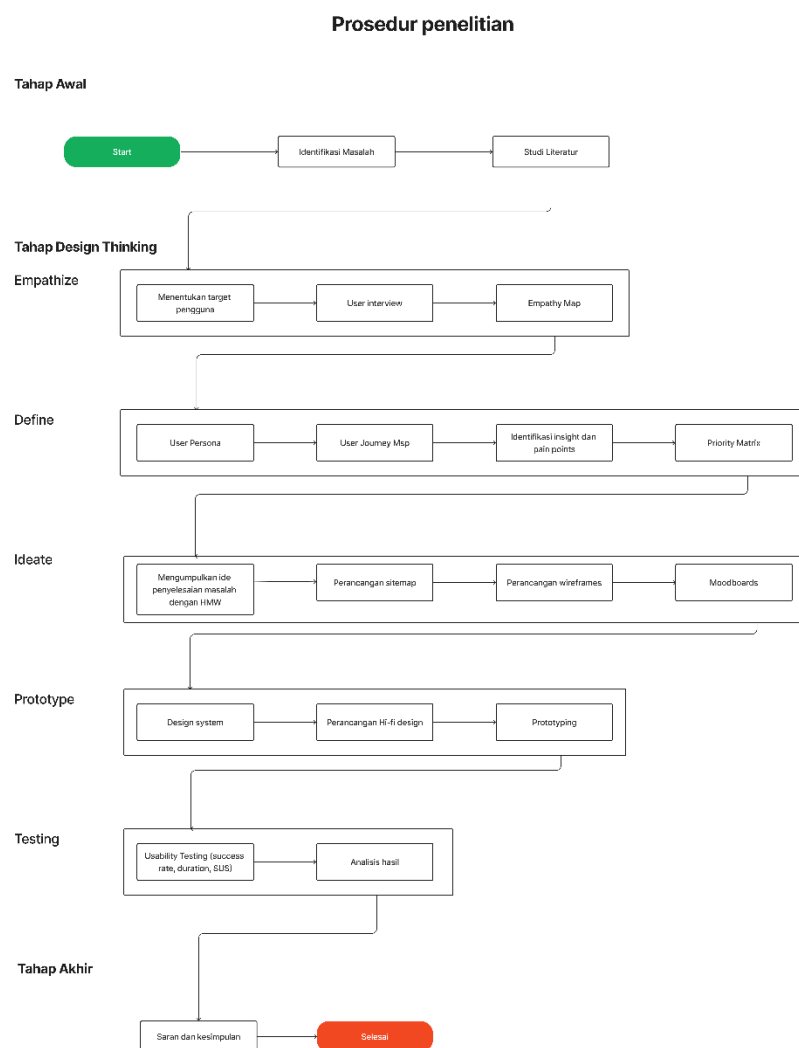 Prosedur penelitian
Tahap Awal
Start
Identifikasi Masalah
Studi Literatur
Tahap Design Thinking
Empathize
Menentukan target
pengguna
User interview
Empathy Map
Define
User Persona
User Journey Msp
Identifikasi insight dan
pain points
Priority Matrix
Ideate
Mengumpulkan ide
penyelesaian masalah
dengan HMW
Perancangan sitemap
Perancangan wireframes
Moodboards
Prototype
Design system
Perancangan Hi-fi design
Prototyping
Testing
Usability Testing (success
rate, duration, SUS)
Analisis hasil
Tahap Akhir
Saran dan kesimpulan
Selesai